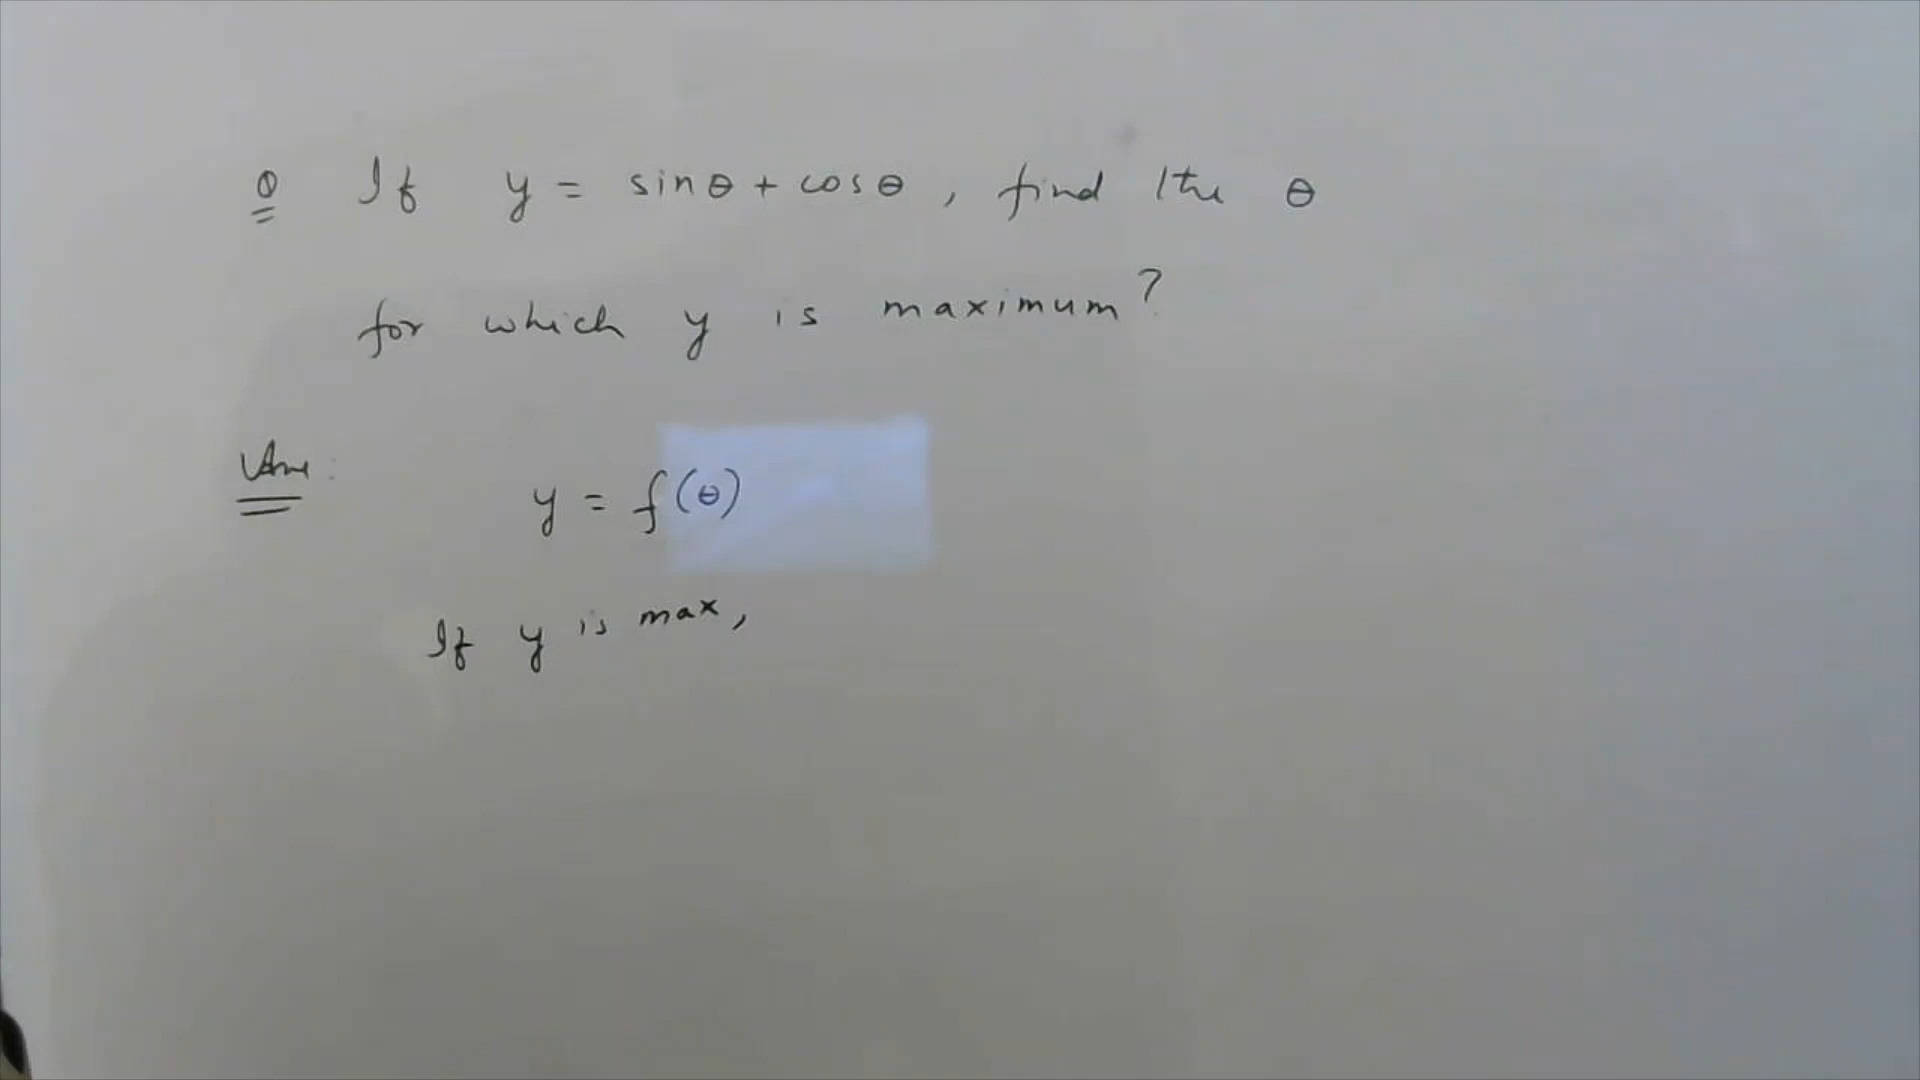 Q If y = sinθ + cosθ, find the θ
for which y is maximum?
Ans:
y = f(θ)
If y is max,